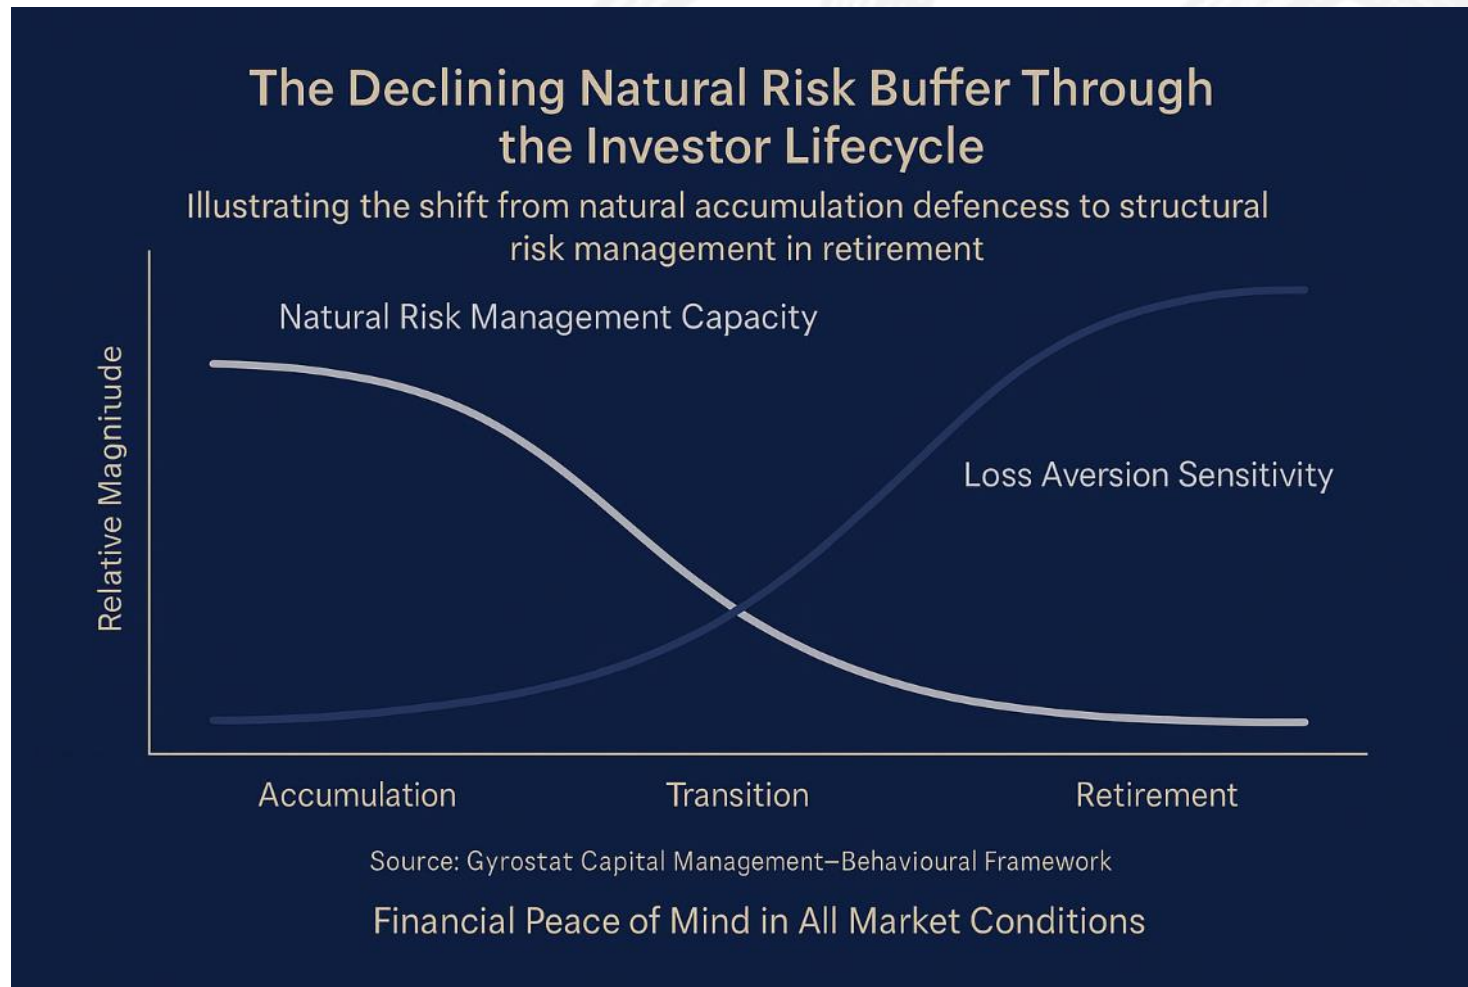 The Declining Natural Risk Buffer Through
the Investor Lifecycle
Illustrating the shift from natural accumulation defencess to structural
risk management in retirement
Natural Risk Management Capacity
Loss Aversion Sensitivity
Relative Magnitude
Accumulation
Transition
Retirement
Source: Gyrostat Capital Management–Behavioural Framework
Financial Peace of Mind in All Market Conditions